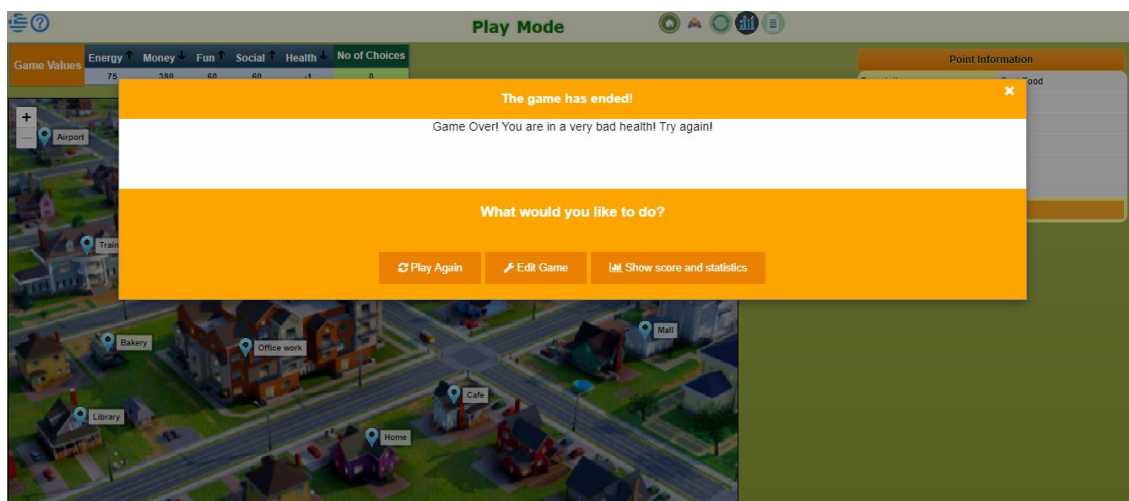 Play Mode
Game Values
Energy Money Fun Social Health No of Choices
75 380 60 60 -1 0
Point Information
Food
The game has ended!
Game Over! You are in a very bad health! Try again!
What would you like to do?
Play Again
Edit Game
Show score and statistics
+
-
Airport
Train
Bakery
Office work
Mall
Cafe
Library
Home